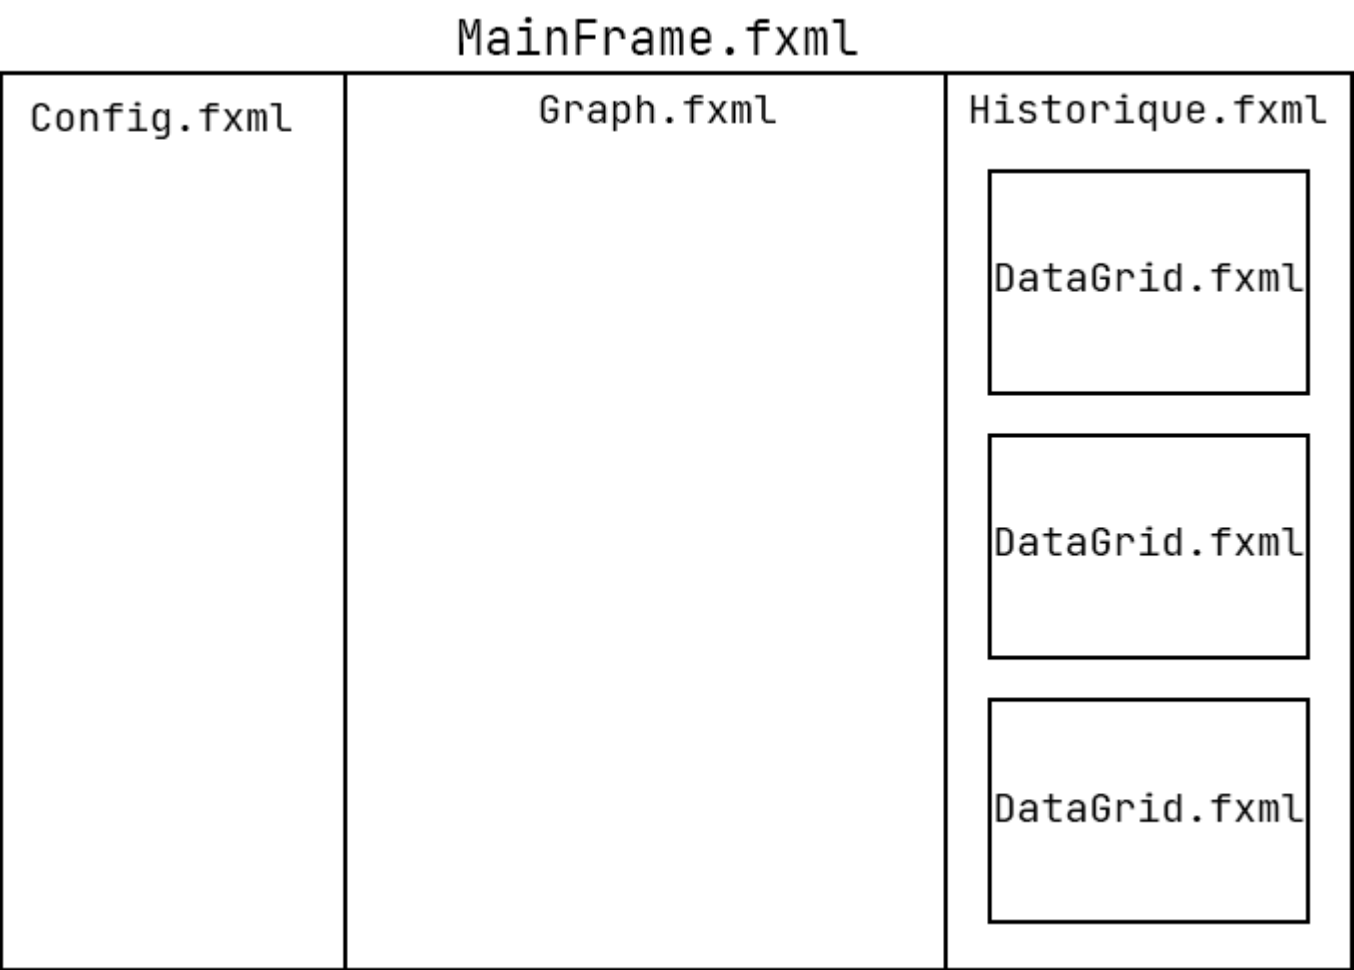 MainFrame.fxml
Config.fxml
Graph.fxml
Historique.fxml
DataGrid.fxml
DataGrid.fxml
DataGrid.fxml